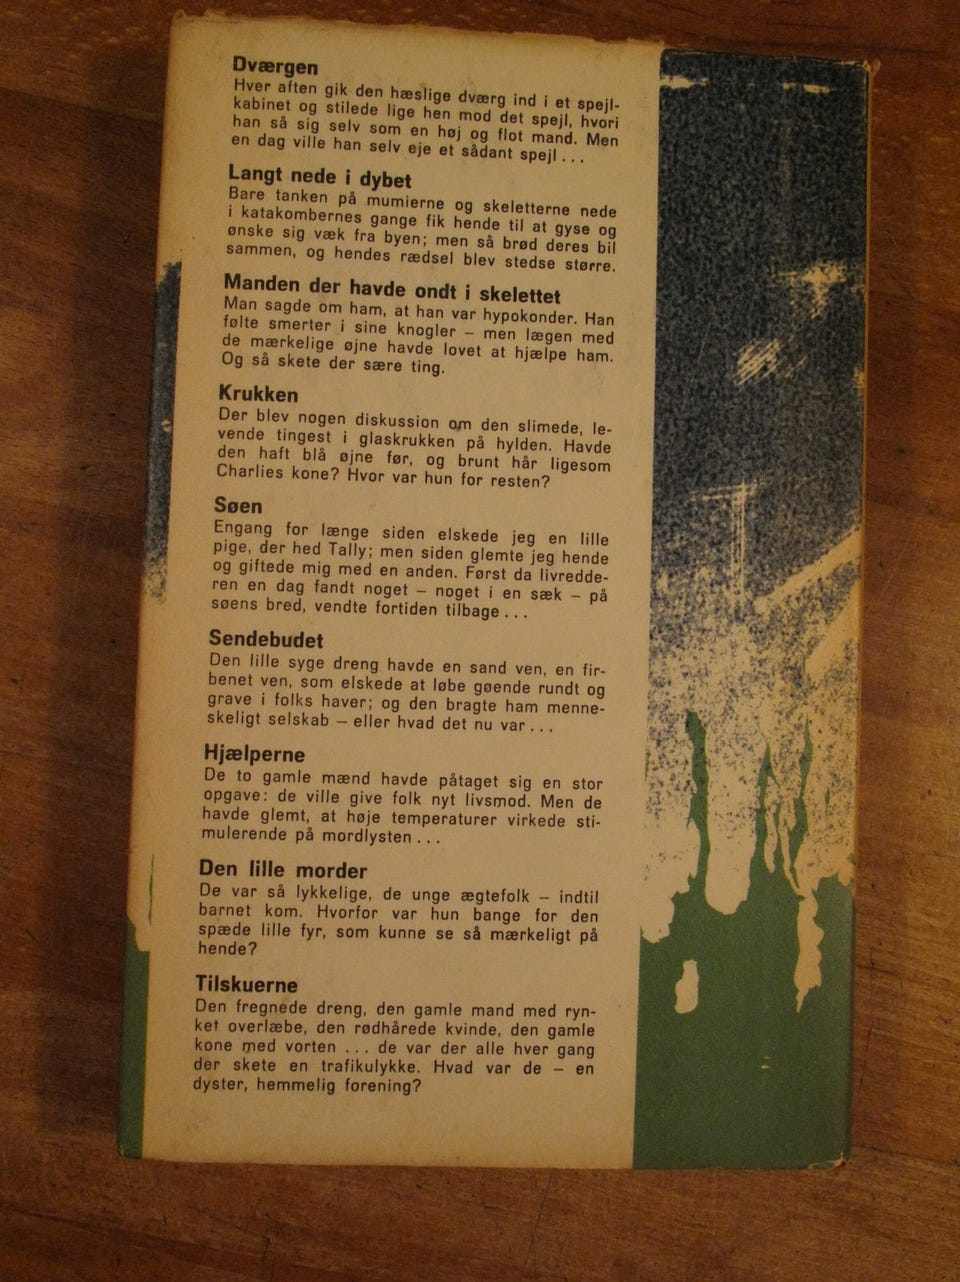 Dværgen
Hver aften gik den hæslige dværg ind i et spejl-
kabinet og stilede lige hen mod det spejl, hvori
han så sig selv som en høj og flot mand. Men
en dag ville han selv eje et sådant spejl...
Langt nede i dybet
Bare tanken på mumierne og skeletterne nede
i katakombernes gange fik hende til at gyse og
ønske sig væk fra byen; men så brød deres bil
sammen, og hendes rædsel blev stedse større.
Manden der havde ondt i skelettet
Man sagde om ham, at han var hypokonder. Han
følte smerter i sine knogler – men lægen med
de mærkelige øjne havde lovet at hjælpe ham.
Og så skete der sære ting.
Krukken
Der blev nogen diskussion om den slimede, le-
vende tingest i glaskrukken på hylden. Havde
den haft blå øjne før, og brunt hår ligesom
Charlies kone? Hvor var hun for resten?
Søen
Engang for længe siden elskede jeg en lille
pige, der hed Tally; men siden glemte jeg hende
og giftede mig med en anden. Først da livredde-
ren en dag fandt noget – noget i en sæk – på
søens bred, vendte fortiden tilbage...
Sendebudet
Den lille syge dreng havde en sand ven, en fir-
benet ven, som elskede at løbe gøende rundt og
grave i folks haver; og den bragte ham menne-
skeligt selskab – eller hvad det nu var...
Hjælperne
De to gamle mænd havde påtaget sig en stor
opgave: de ville give folk nyt livsmod. Men de
havde glemt, at høje temperaturer virkede sti-
mulerende på mordlysten...
Den lille morder
De var så lykkelige, de unge ægtefolk – indtil
barnet kom. Hvorfor var hun bange for den
spæde lille fyr, som kunne se så mærkeligt på
hende?
Tilskuerne
Den fregnede dreng, den gamle mand med ryn-
ket overlæbe, den rødhårede kvinde, den gamle
kone med vorten ... de var der alle hver gang
der skete en trafikulykke. Hvad var de – en
dyster, hemmelig forening?